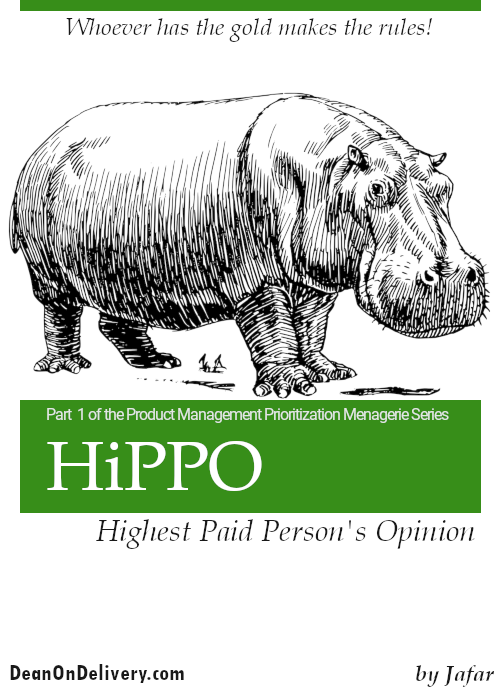 Whoever has the gold makes the rules!
Part 1 of the Product Management Prioritization Menagerie Series
HiPPO
Highest Paid Person's Opinion
DeanOnDelivery.com
by Jafar